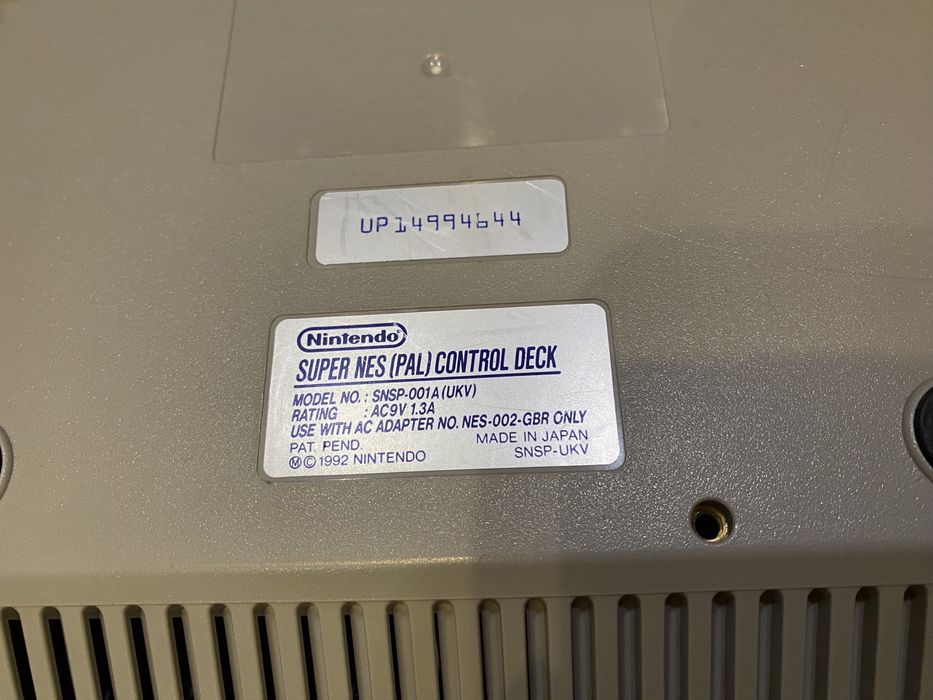 UP14994644
Nintendo®
SUPER NES (PAL) CONTROL DECK
MODEL NO. : SNSP-001A (UKV)
RATING : AC9V 1.3A
USE WITH AC ADAPTER NO. NES-002-GBR ONLY
PAT. PEND. MADE IN JAPAN
Ⓜ © 1992 NINTENDO SNSP-UKV